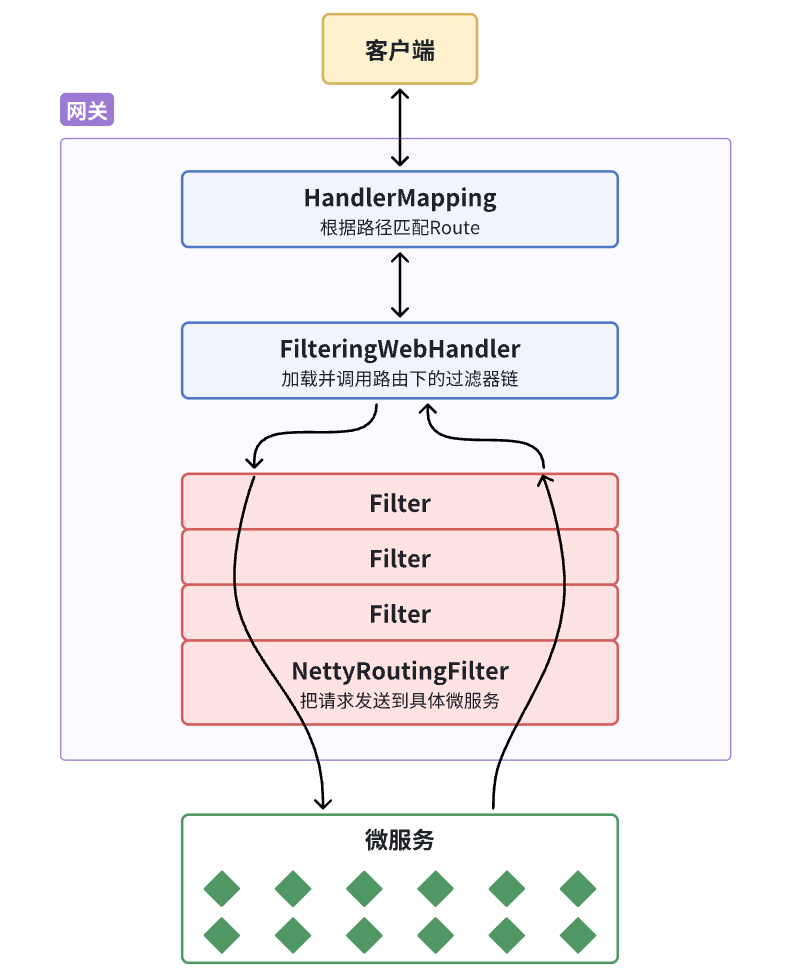 客户端
网关
HandlerMapping
根据路径匹配Route
FilteringWebHandler
加载并调用路由下的过滤器链
Filter
Filter
Filter
NettyRoutingFilter
把请求发送到具体微服务
微服务